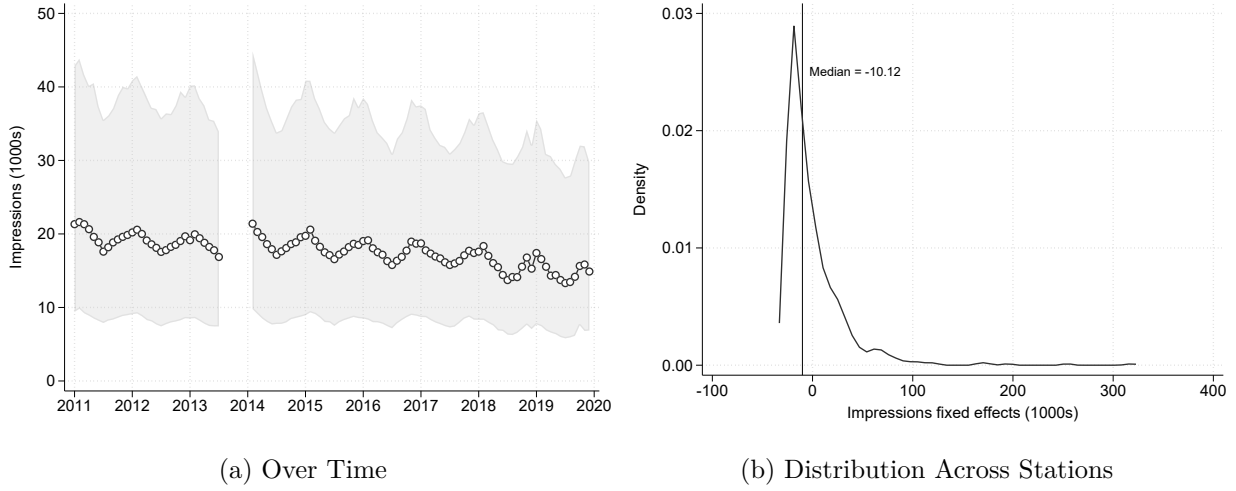 50
40
30
20
10
0
Impressions (1000s)
2011 2012 2013 2014 2015 2016 2017 2018 2019 2020
(a) Over Time
0.03
0.02
0.01
0.00
Density
Median = -10.12
-100 0 100 200 300 400
Impressions fixed effects (1000s)
(b) Distribution Across Stations